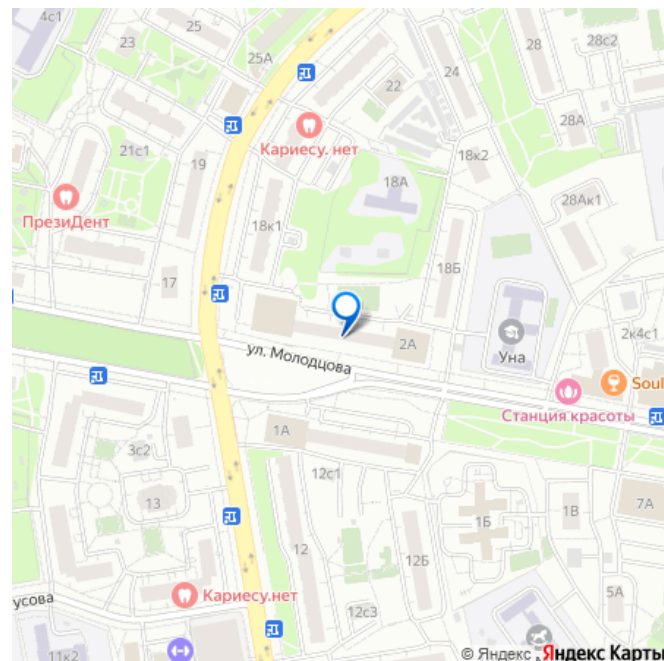 4с1
25
23
25А
28
28с2
24
22
Кариесу. нет
28А
18к2
21с1
19
18А
28Ак1
ПрезиДент
18к1
18Б
17
2А
ул. Молодцова
Уна
2к4с1
Soul
Станция красоты
1А
3с2
12с1
13
1Б
1В
7А
12
12Б
5А
Кариесу.нет
усова
12с3
11к2
© Яндекс Яндекс Карты